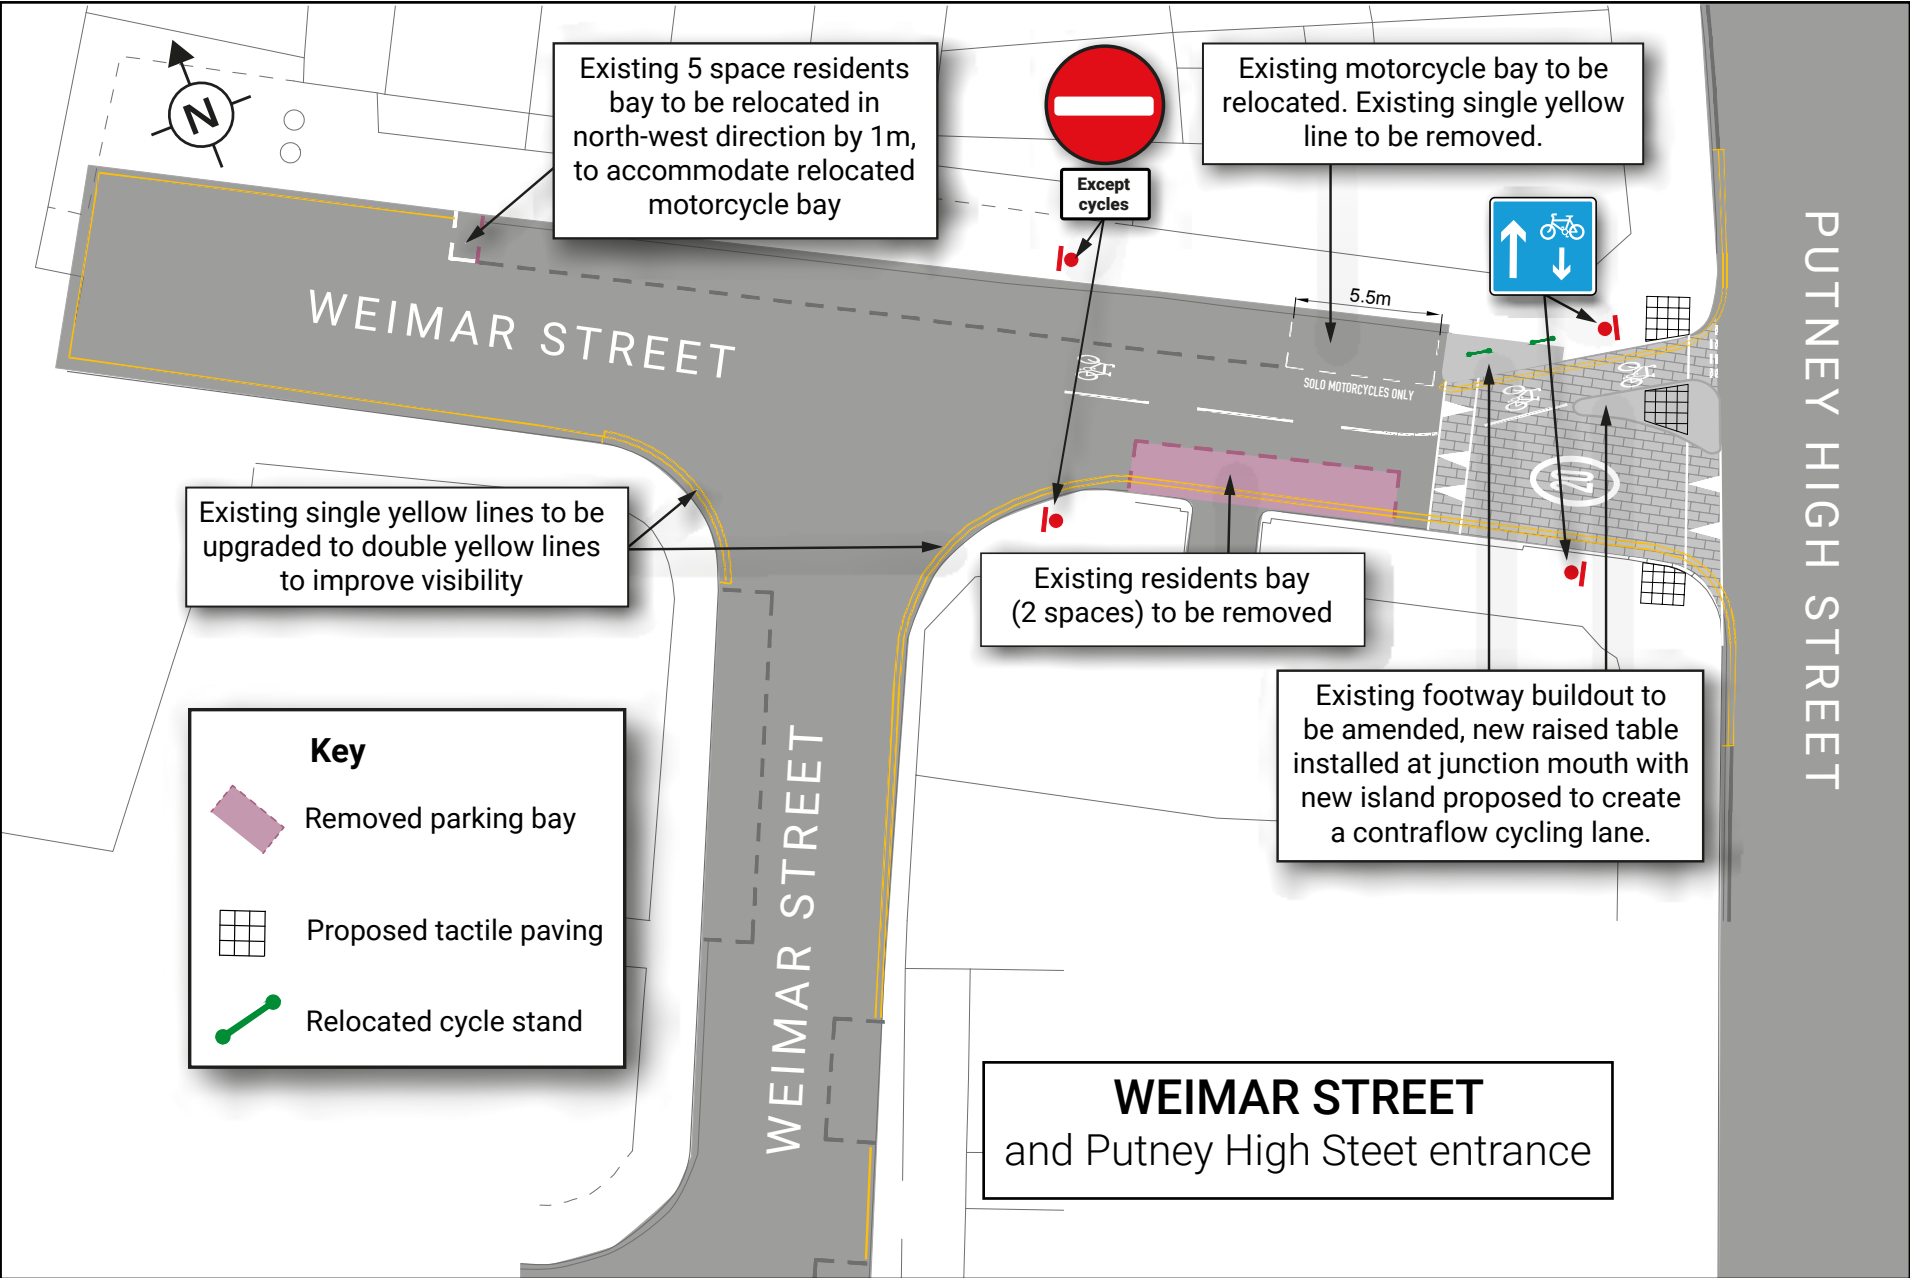 N
Existing 5 space residents
bay to be relocated in
north-west direction by 1m,
to accommodate relocated
motorcycle bay
Except
cycles
Existing motorcycle bay to be
relocated. Existing single yellow
line to be removed.
5.5m
SOLO MOTORCYCLES ONLY
WEIMAR STREET
PUTNEY HIGH STREET
20
Existing single yellow lines to be
upgraded to double yellow lines
to improve visibility
Existing residents bay
(2 spaces) to be removed
Existing footway buildout to
be amended, new raised table
installed at junction mouth with
new island proposed to create
a contraflow cycling lane.
WEIMAR STREET
Key
Removed parking bay
Proposed tactile paving
Relocated cycle stand
WEIMAR STREET
and Putney High Steet entrance